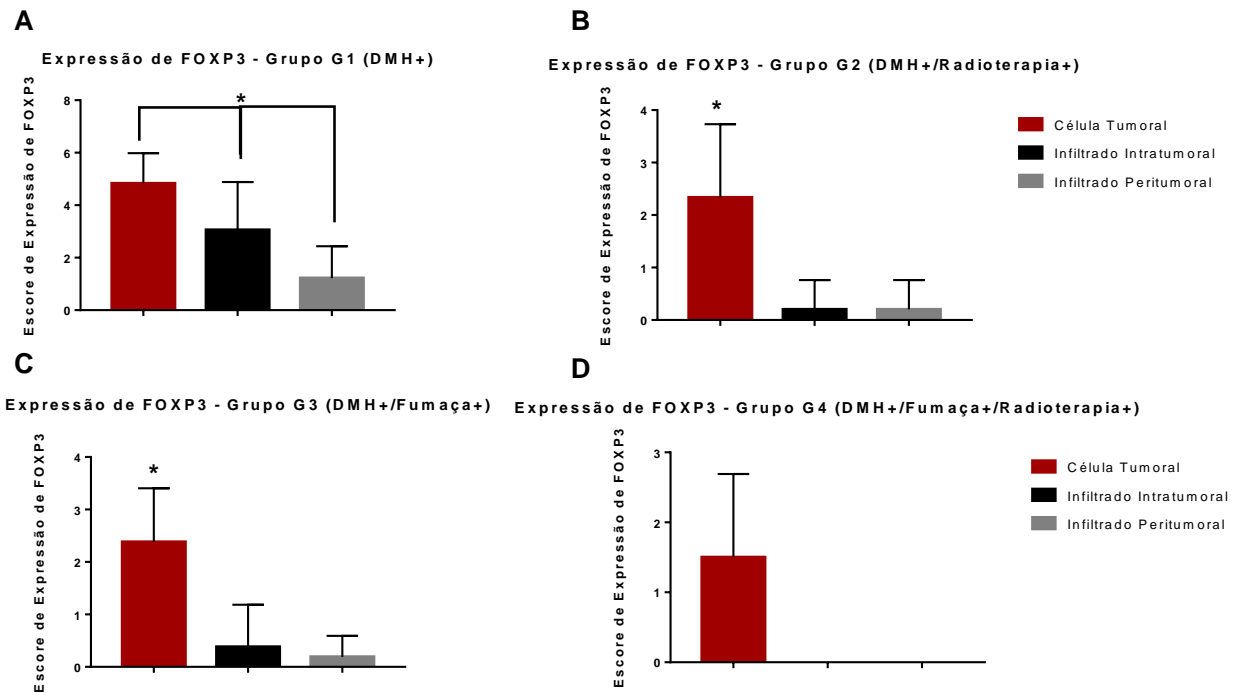 A
Expressão de FOXP3 - Grupo G1 (DMH+)
Escore de Expressão de FOXP3
8
6
4
2
0
*
B
Expressão de FOXP3 - Grupo G2 (DMH+/Radioterapia+)
Escore de Expressão de FOXP3
4
3
2
1
0
*
Célula Tumoral
Infiltrado Intratumoral
Infiltrado Peritumoral
C
Expressão de FOXP3 - Grupo G3 (DMH+/Fumaça+)
Escore de Expressão de FOXP3
4
3
2
1
0
*
D
Expressão de FOXP3 - Grupo G4 (DMH+/Fumaça+/Radioterapia+)
Escore de Expressão de FOXP3
3
2
1
0
Célula Tumoral
Infiltrado Intratumoral
Infiltrado Peritumoral